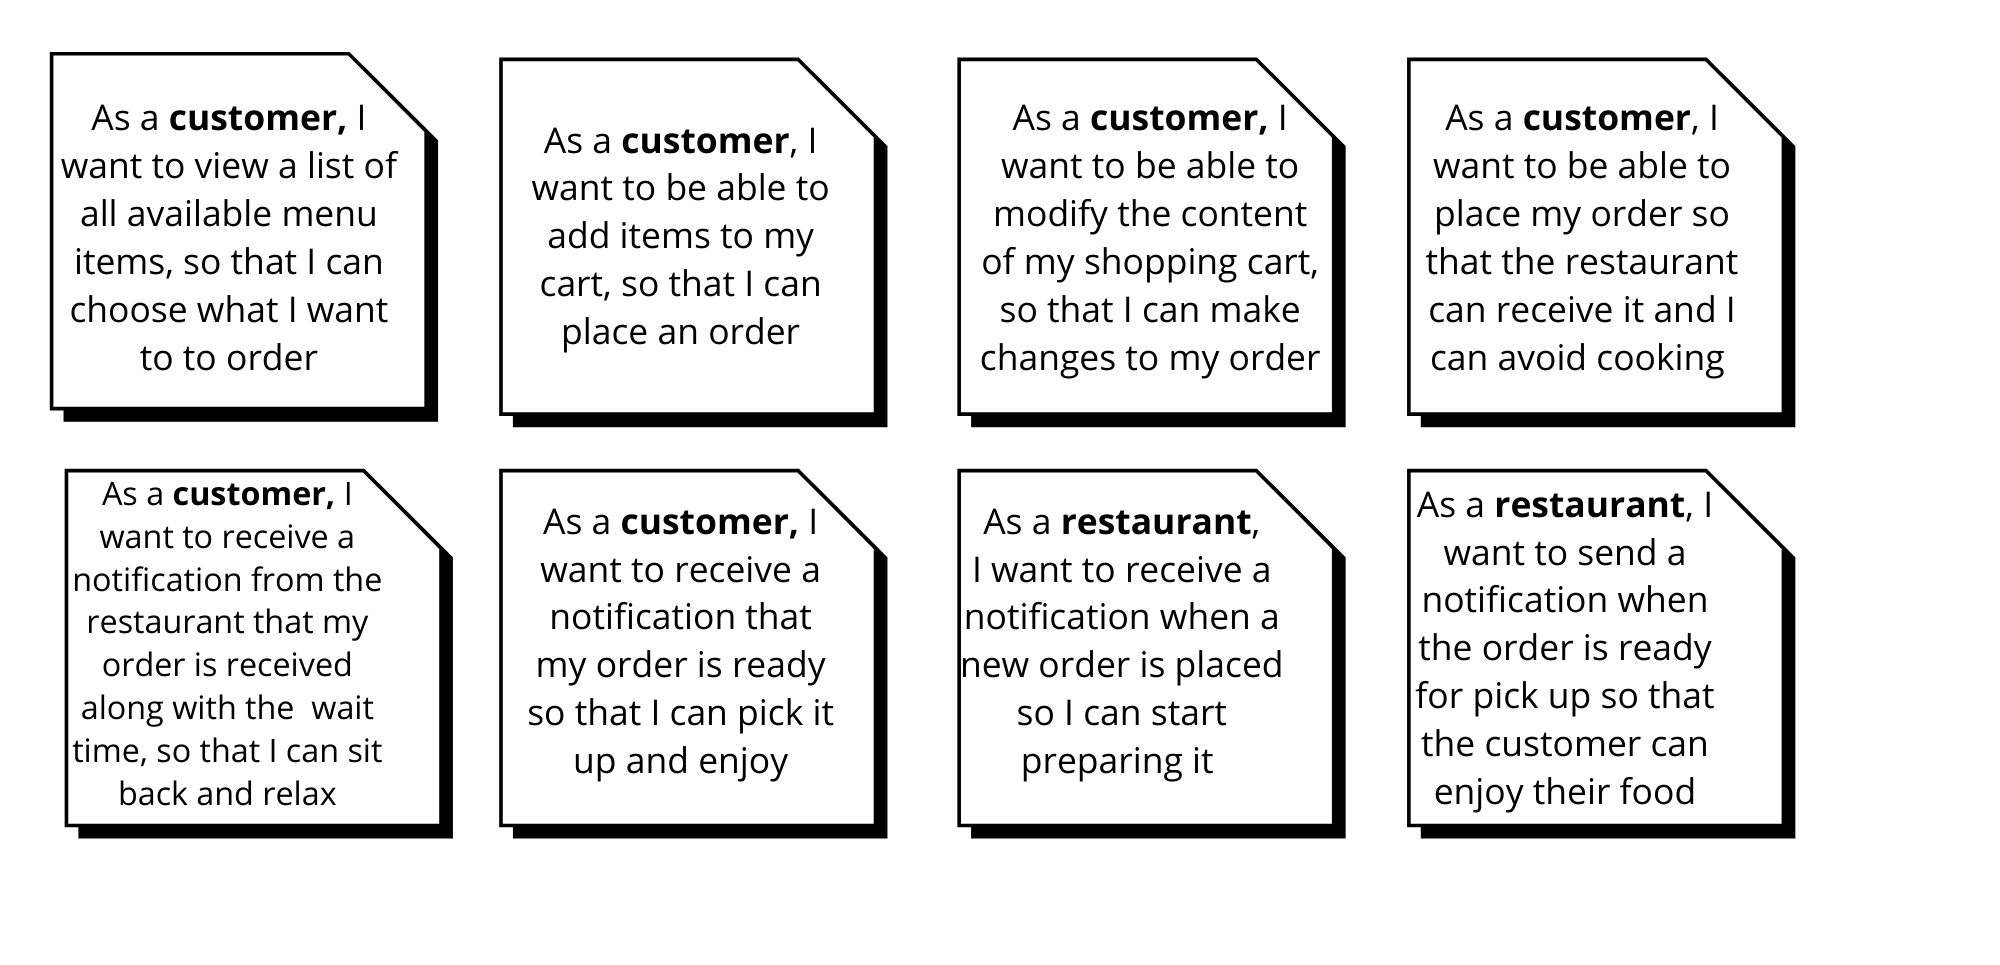 As a customer, I
want to view a list of
all available menu
items, so that I can
choose what I want
to to order
As a customer, I
want to be able to
add items to my
cart, so that I can
place an order
As a customer, I
want to be able to
modify the content
of my shopping cart,
so that I can make
changes to my order
As a customer, I
want to be able to
place my order so
that the restaurant
can receive it and I
can avoid cooking
As a customer, I
want to receive a
notification from the
restaurant that my
order is received
along with the  wait
time, so that I can sit
back and relax
As a customer, I
want to receive a
notification that
my order is ready
so that I can pick it
up and enjoy
As a restaurant,
I want to receive a
notification when a
new order is placed
so I can start
preparing it
As a restaurant, I
want to send a
notification when
the order is ready
for pick up so that
the customer can
enjoy their food